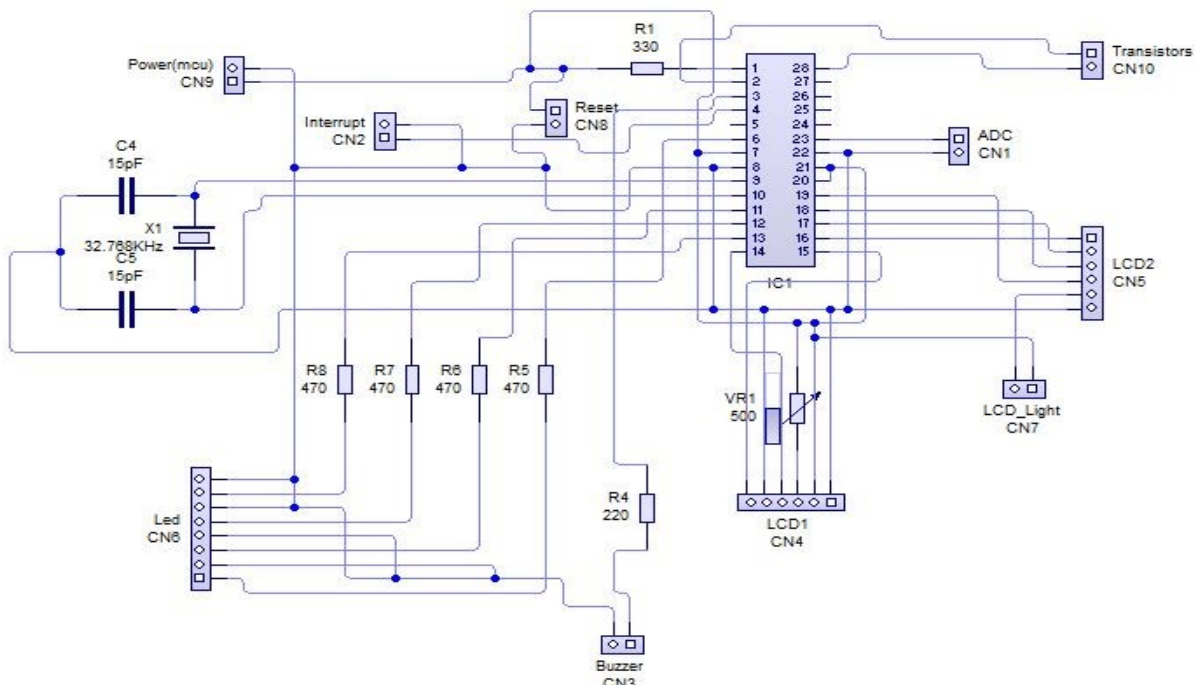 R1
330
Power(mcu)
CN9
Transistors
CN10
Reset
CN8
Interrupt
CN2
ADC
CN1
C4
15pF
X1
32.768KHz
C5
15pF
1
2
3
4
5
6
7
8
9
10
11
12
13
14
28
27
26
25
24
23
22
21
20
19
18
17
16
15
IC1
LCD2
CN5
R8
470
R7
470
R6
470
R5
470
VR1
500
LCD_Light
CN7
R4
220
LCD1
CN4
Led
CN6
Buzzer
CN3